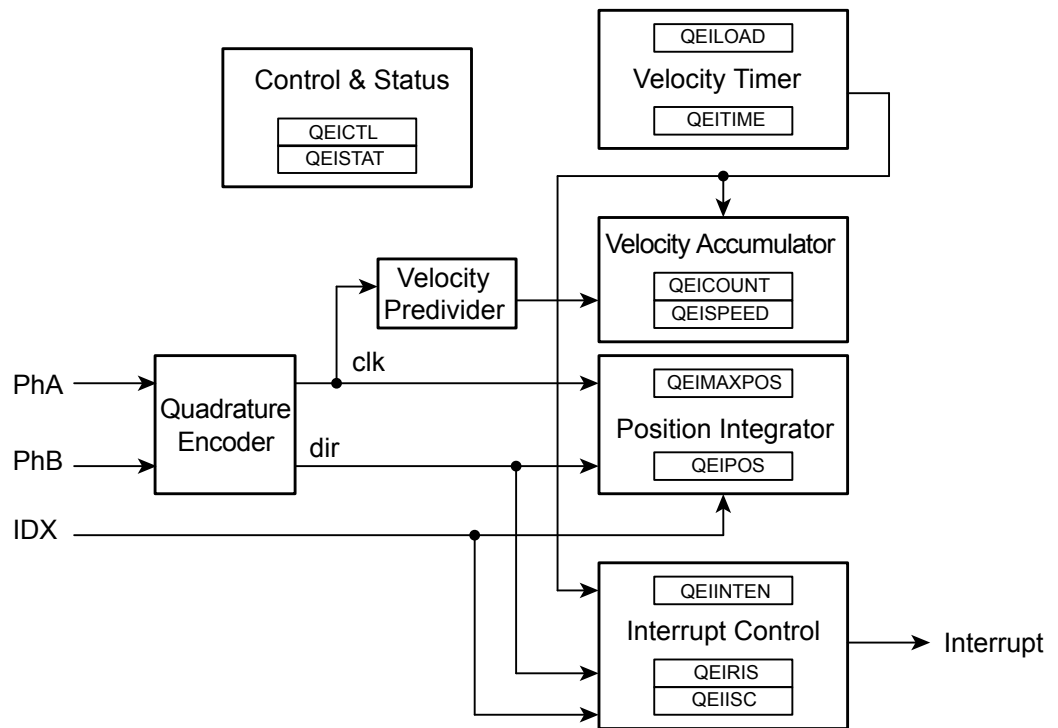 QEILOAD
Velocity Timer
QEITIME
Control & Status
QEICTL
QEISTAT
Velocity Accumulator
QEICOUNT
QEISPEED
Velocity
Predivider
clk
PhA
PhB
Quadrature
Encoder
dir
QEIMAXPOS
Position Integrator
QEIPOS
IDX
QEIINTEN
Interrupt Control
QEIRIS
QEIISC
Interrupt